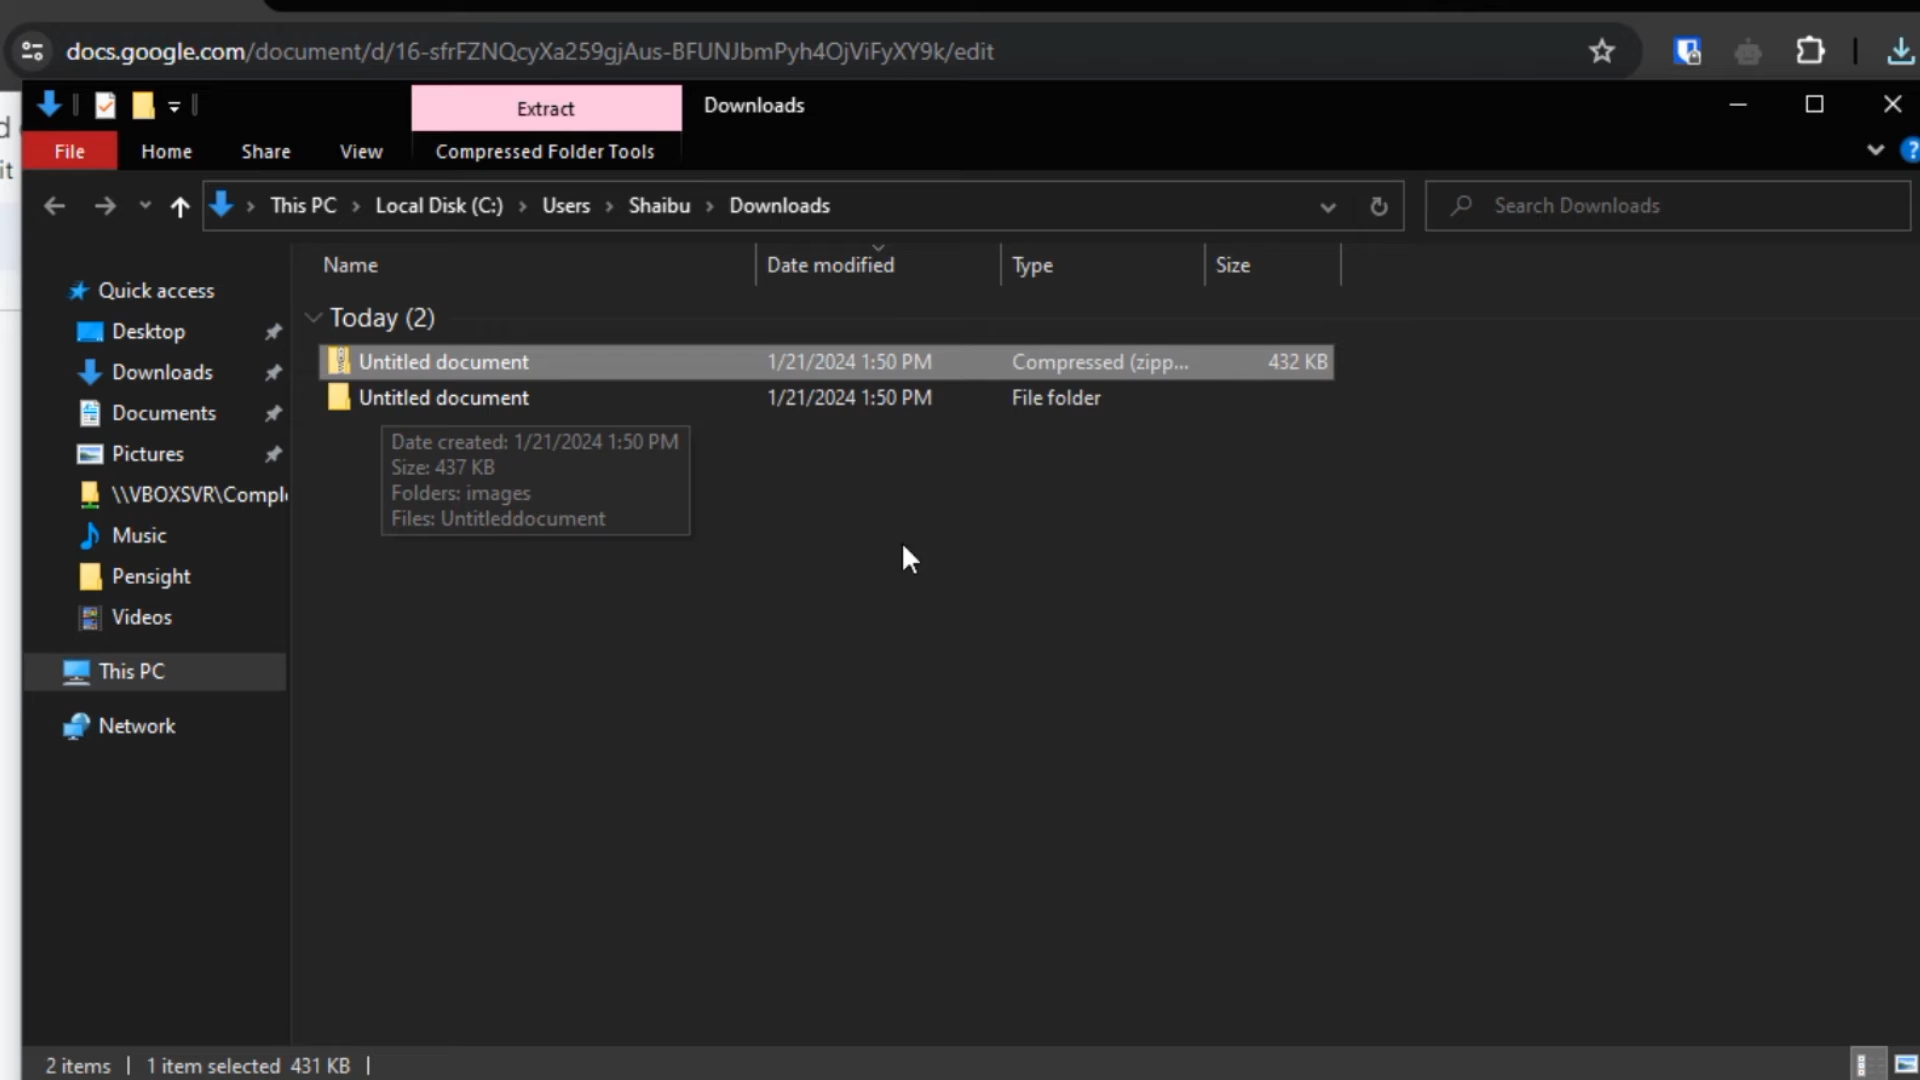 docs.google.com/document/d/16-sfrFZNQcyXa259gjAus-BFUNJbmPyh4OjViFyXY9k/edit
Extract
Downloads
File
Home
Share
View
Compressed Folder Tools
This PC > Local Disk (C:) > Users > Shaibu > Downloads
Search Downloads
Name
Date modified
Type
Size
Quick access
Desktop
Downloads
Documents
Pictures
\\VBOXSVR\Compl
Music
Pensight
Videos
This PC
Network
Today (2)
Untitled document 1/21/2024 1:50 PM Compressed (zipp... 432 KB
Untitled document 1/21/2024 1:50 PM File folder
Date created: 1/21/2024 1:50 PM
Size: 437 KB
Folders: images
Files: Untitleddocument
2 items
1 item selected 431 KB